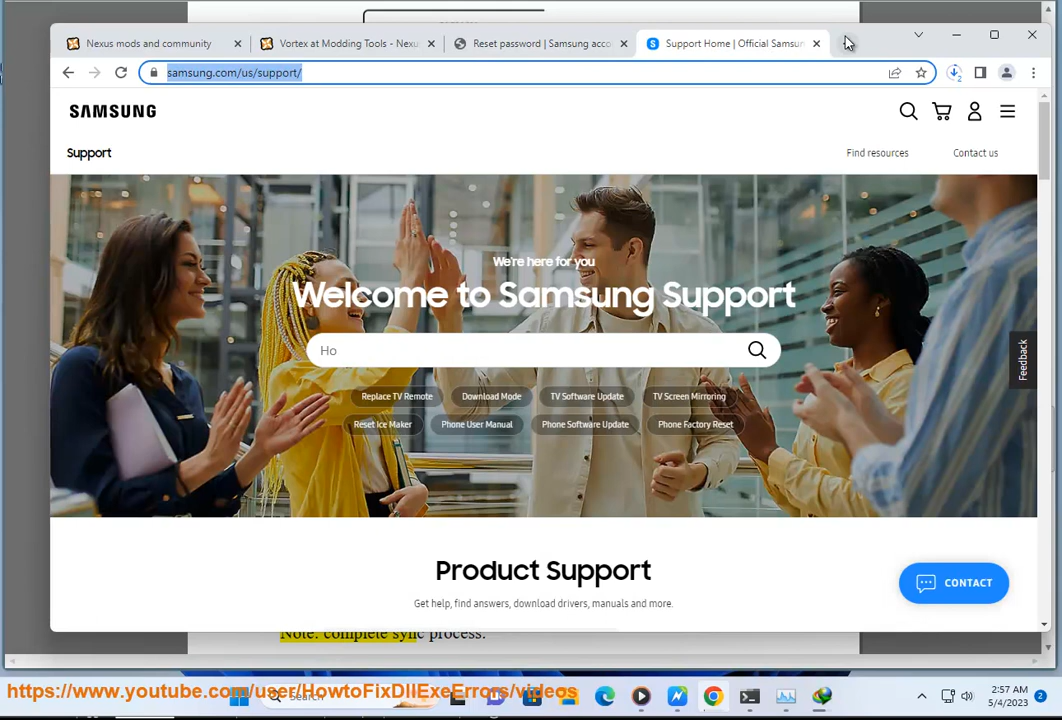 Nexus mods and community
Vortex at Modding Tools - Nexu
Reset password | Samsung acco
Support Home | Official Samsun
samsung.com/us/support/
2
SAMSUNG
Support
Find resources
Contact us
We're here for you
Welcome to Samsung Support
Ho
Replace TV Remote
Download Mode
TV Software Update
TV Screen Mirroring
Reset Ice Maker
Phone User Manual
Phone Software Update
Phone Factory Reset
Feedback
Product Support
Get help, find answers, download drivers, manuals and more.
CONTACT
Note: complete sync process.
https://www.youtube.com/user/HowtoFixDllExeErrors/videos
Search
2:57 AM
5/4/2023
2